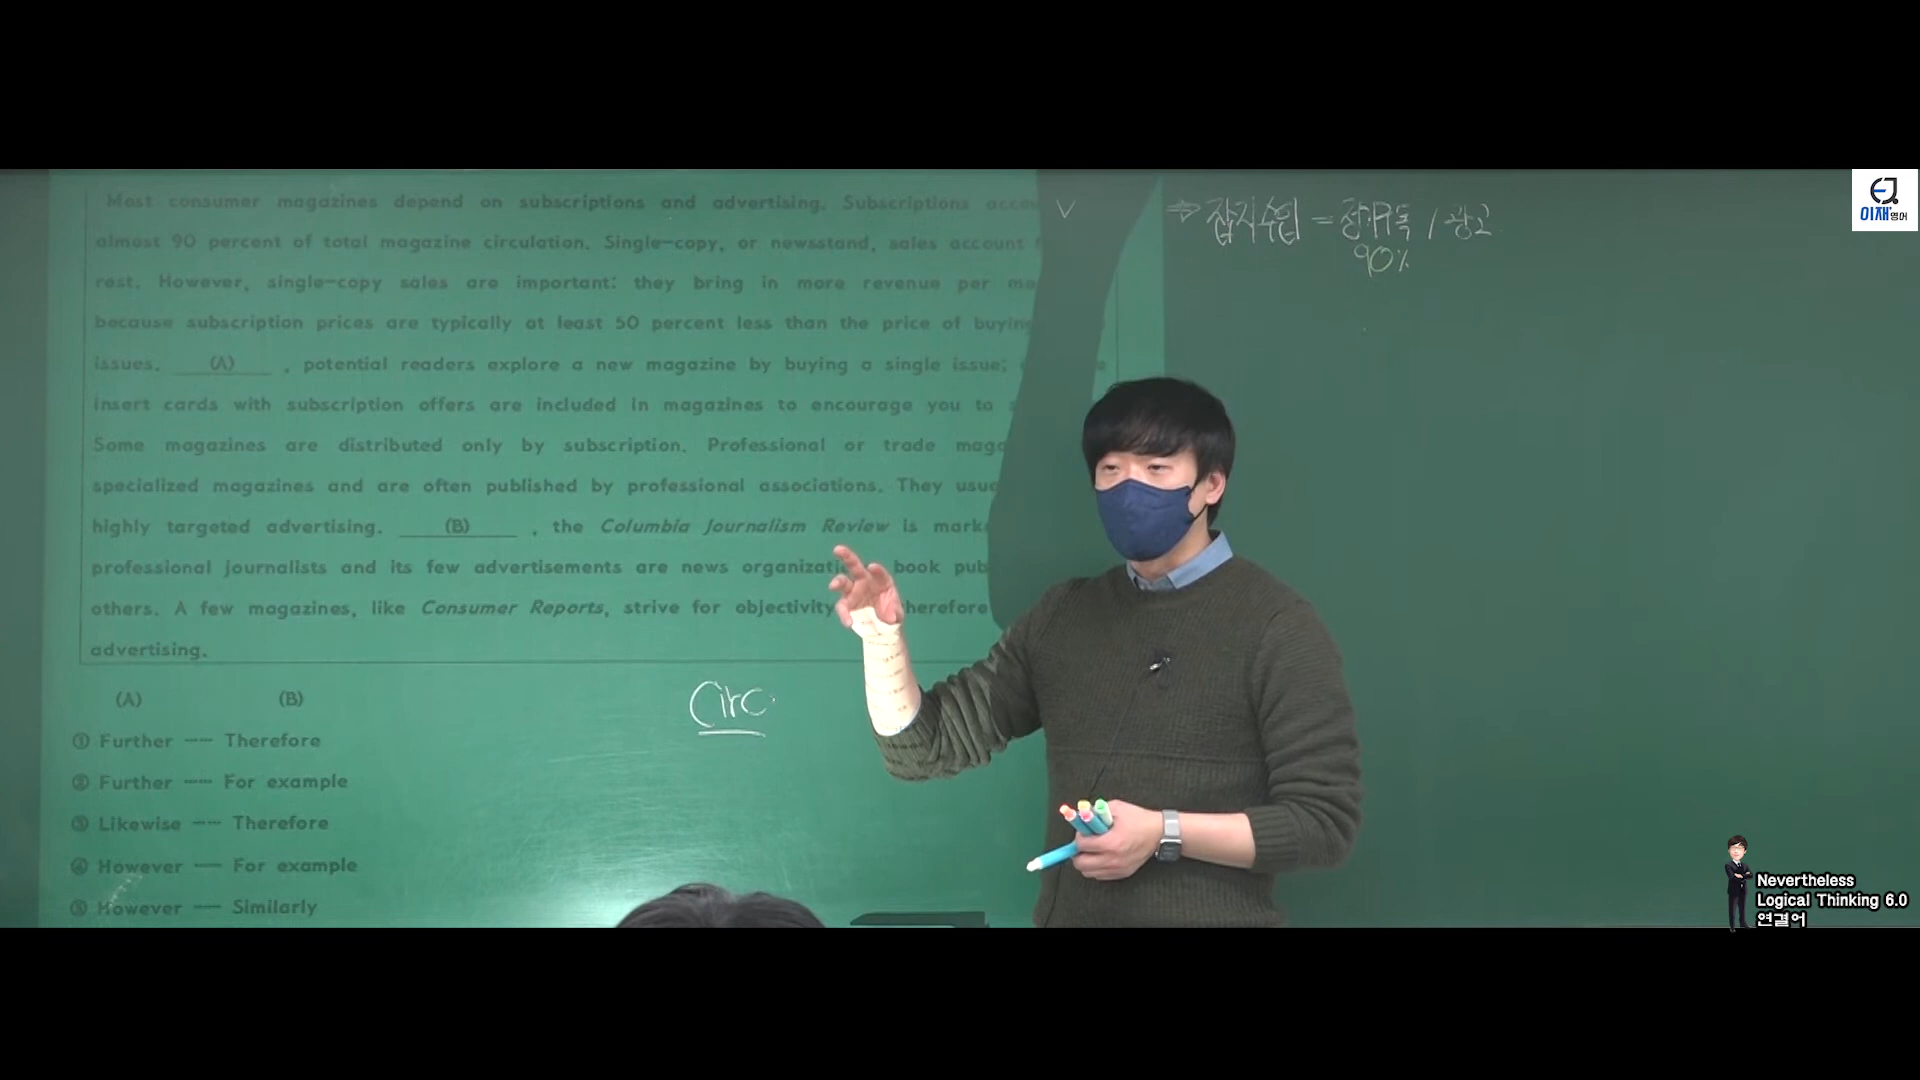 Most consumer magazines depend on subscriptions and advertising. Subscriptions
almost 90 percent of total magazine circulation. Single-copy, or newsstand, sales account
rest. However, single-copy sales are important: they bring in more revenue per
because subscription prices are typically at least 50 percent less than the price of buying
issues. (A) , potential readers explore a new magazine by buying a single issue;
insert cards with subscription offers are included in magazines to encourage you to
Some magazines are distributed only by subscription. Professional or trade
specialized magazines and are often published by professional associations. They
highly targeted advertising. (B) , the Columbia Journalism Review is
professional journalists and its few advertisements are news book
others. A few magazines, like Consumer Reports, strive for objectivity
advertising.
(A) (B)
① Further ---- Therefore
② Further ---- For example
③ Likewise ---- Therefore
④ However ---- For example
⑤ However ---- Similarly
Circ
V
⇒ 잡지수입 = 정기구독 / 광고
90%
EJ
이재영어
Nevertheless
Logical Thinking 6.0
연결어